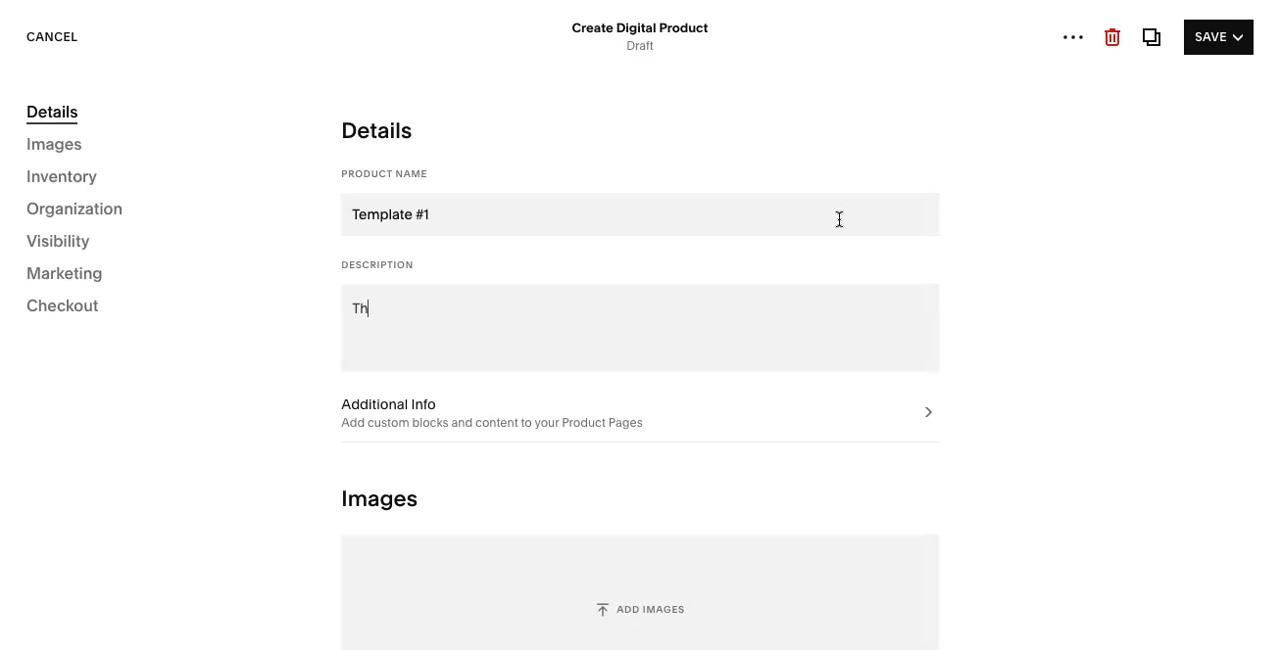 CANCEL
Create Digital Product
Draft
SAVE
Details
Images
Inventory
Organization
Visibility
Marketing
Checkout
Details
PRODUCT NAME
Template #1
DESCRIPTION
Th
Additional Info
Add custom blocks and content to your Product Pages
Images
ADD IMAGES